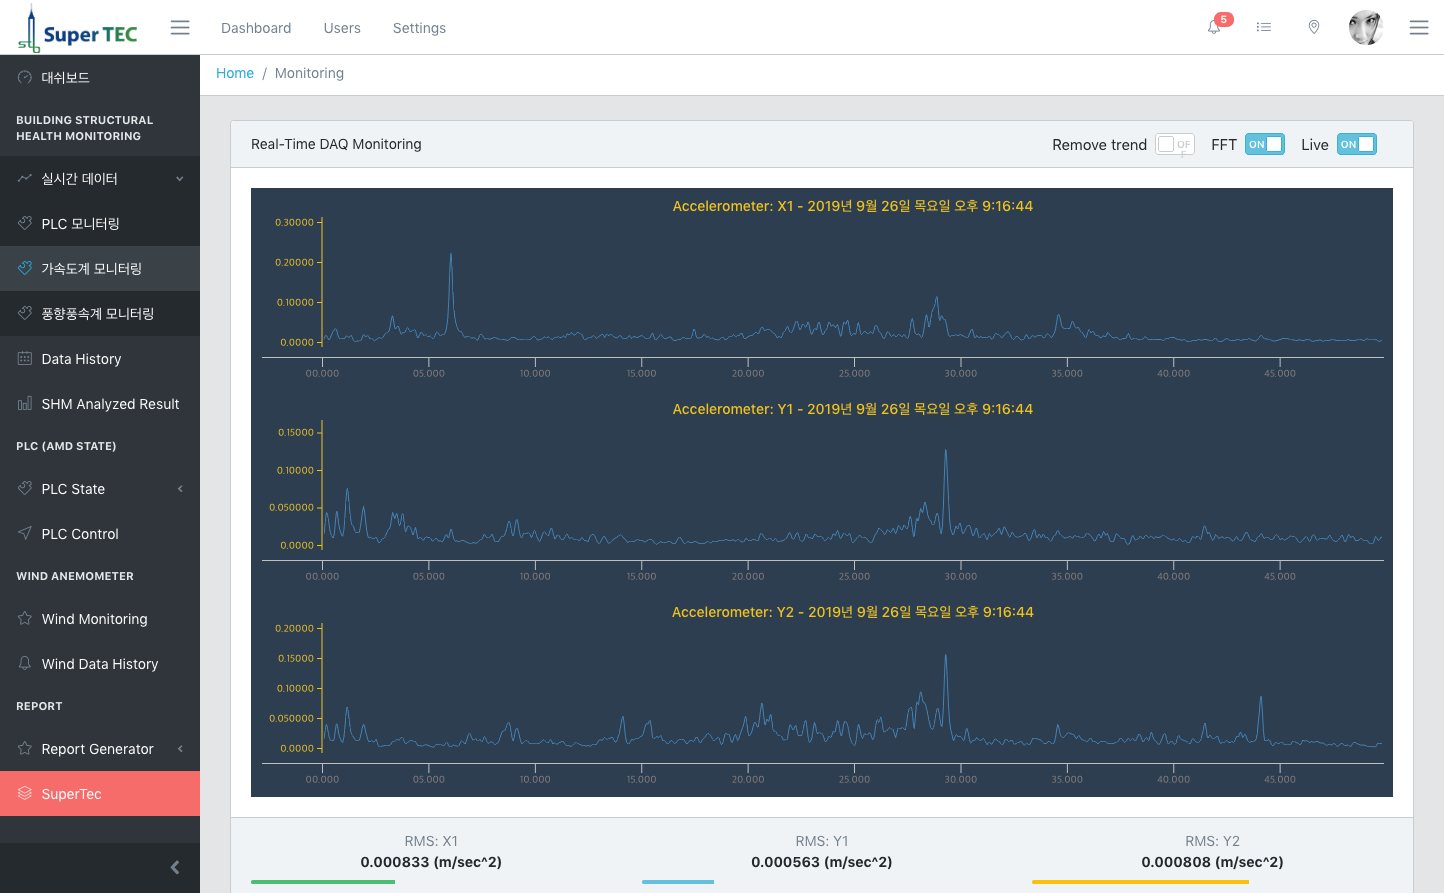 Super TEC
stg
Dashboard
Users
Settings
5
Home / Monitoring
대쉬보드
BUILDING STRUCTURAL
HEALTH MONITORING
실시간 데이터
PLC 모니터링
가속도계 모니터링
풍향풍속계 모니터링
Data History
SHM Analyzed Result
PLC (AMD STATE)
PLC State
PLC Control
WIND ANEMOMETER
Wind Monitoring
Wind Data History
REPORT
Report Generator
SuperTec
Real-Time DAQ Monitoring
Remove trend OFF FFT ON Live ON
Accelerometer: X1 - 2019년 9월 26일 목요일 오후 9:16:44
0.30000
0.20000
0.10000
0.0000
00.000 05.000 10.000 15.000 20.000 25.000 30.000 35.000 40.000 45.000
Accelerometer: Y1 - 2019년 9월 26일 목요일 오후 9:16:44
0.15000
0.10000
0.050000
0.0000
00.000 05.000 10.000 15.000 20.000 25.000 30.000 35.000 40.000 45.000
Accelerometer: Y2 - 2019년 9월 26일 목요일 오후 9:16:44
0.20000
0.15000
0.10000
0.050000
0.0000
00.000 05.000 10.000 15.000 20.000 25.000 30.000 35.000 40.000 45.000
RMS: X1
0.000833 (m/sec^2)
RMS: Y1
0.000563 (m/sec^2)
RMS: Y2
0.000808 (m/sec^2)